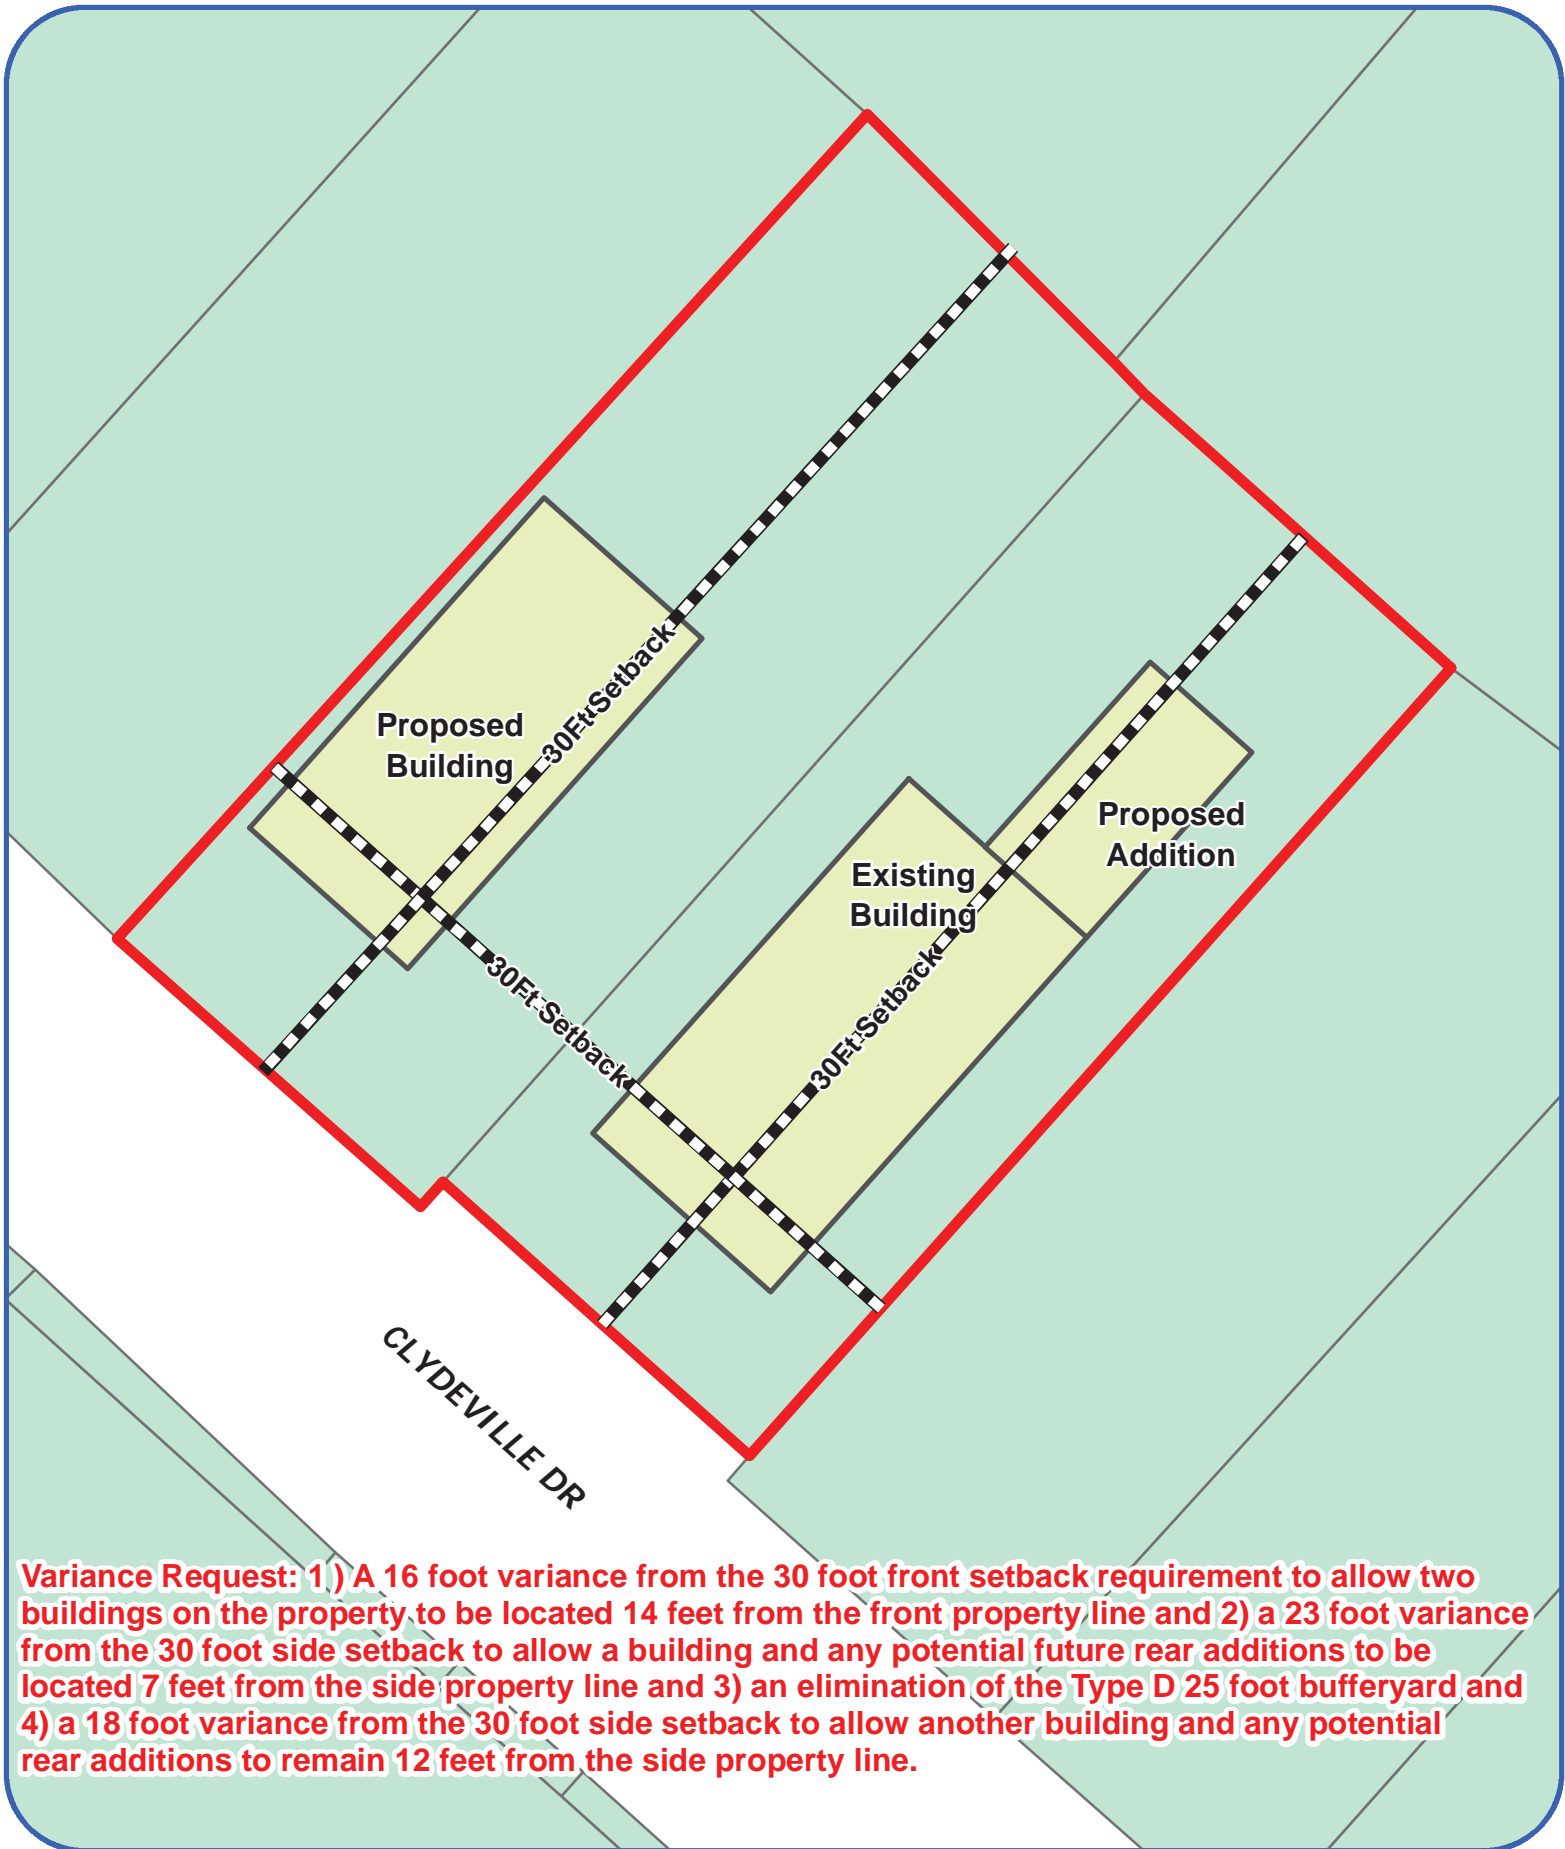 30Ft Setback
Proposed
Building
Proposed
Addition
Existing
Building
30Ft Setback
30Ft Setback
CLYDEVILLE DR
Variance Request: 1 ) A 16 foot variance from the 30 foot front setback requirement to allow two
buildings on the property to be located 14 feet from the front property line and 2) a 23 foot variance
from the 30 foot side setback to allow a building and any potential future rear additions to be
located 7 feet from the side property line and 3) an elimination of the Type D 25 foot bufferyard and
4) a 18 foot variance from the 30 foot side setback to allow another building and any potential
rear additions to remain 12 feet from the side property line.